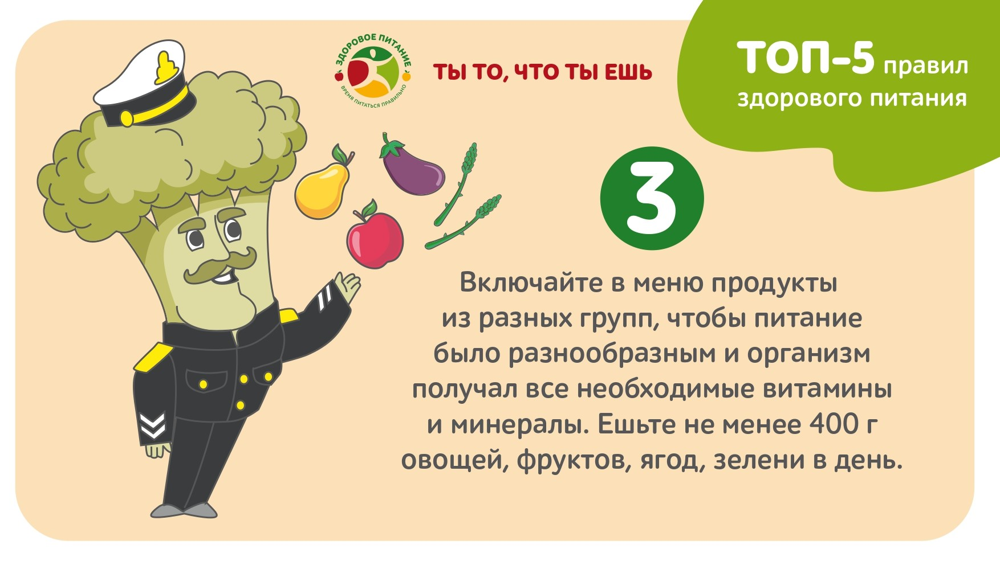 ЗДОРОВОЕ ПИТАНИЕ
ВРЕМЯ ПИТАТЬСЯ ПРАВИЛЬНО
ТЫ ТО, ЧТО ТЫ ЕШЬ
ТОП-5 правил
здорового питания
3
Включайте в меню продукты
из разных групп, чтобы питание
было разнообразным и организм
получал все необходимые витамины
и минералы. Ешьте не менее 400 г
овощей, фруктов, ягод, зелени в день.